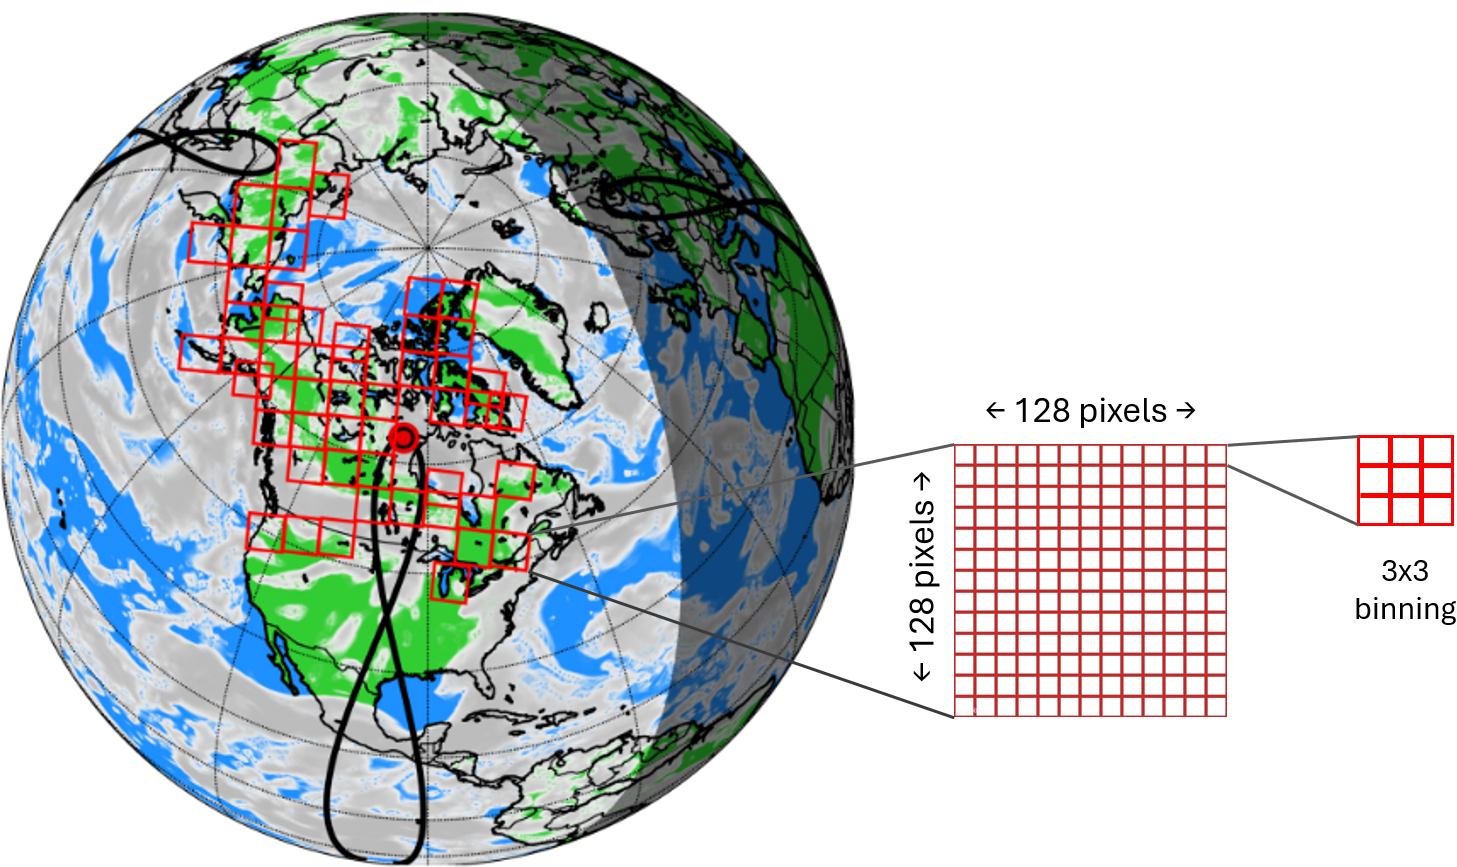 ← 128 pixels →
← 128 pixels →
3x3
binning